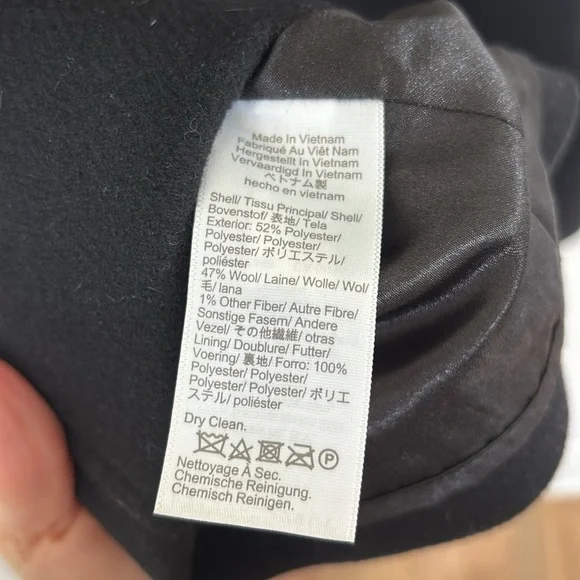 Made In Vietnam
Fabriqué Au Viêt Nam
Hergestellt In Vietnam
Vervaardigd In Vietnam
ベトナム製
hecho en vietnam
Shell/ Tissu Principal/ Shell/
Bovenstof/ 表地/ Tela
Exterior: 52% Polyester/
Polyester/ Polyester/
Polyester/ ポリエステル/
poliéster
47% Wool/ Laine/ Wolle/ Wol/
毛/ lana
1% Other Fiber/ Autre Fibre/
Sonstige Fasern/ Andere
Vezel/ その他繊維/ otras
Lining/ Doublure/ Futter/
Voering/ 裏地/ Forro: 100%
Polyester/ Polyester/
Polyester/ Polyester/ ポリエ
ステル/ poliéster
Dry Clean.
P
Nettoyage À Sec.
Chemische Reinigung.
Chemisch Reinigen.